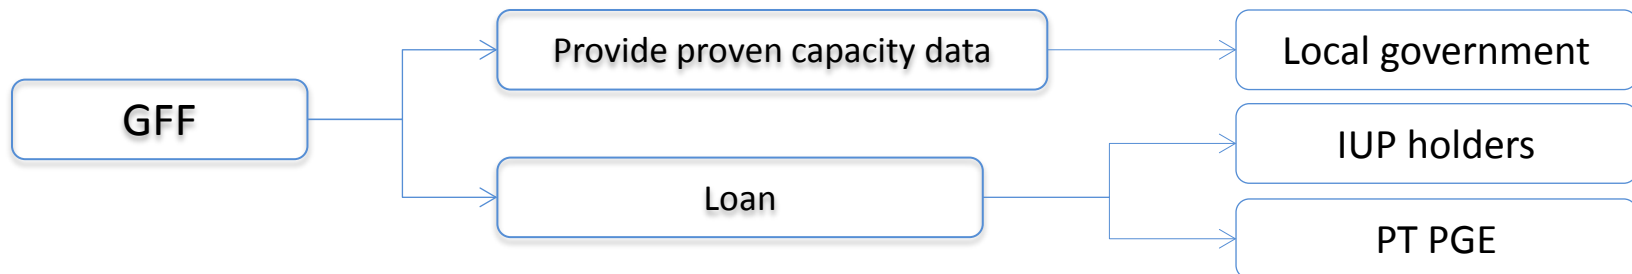 GFF
Provide proven capacity data
Local government
Loan
IUP holders
PT PGE